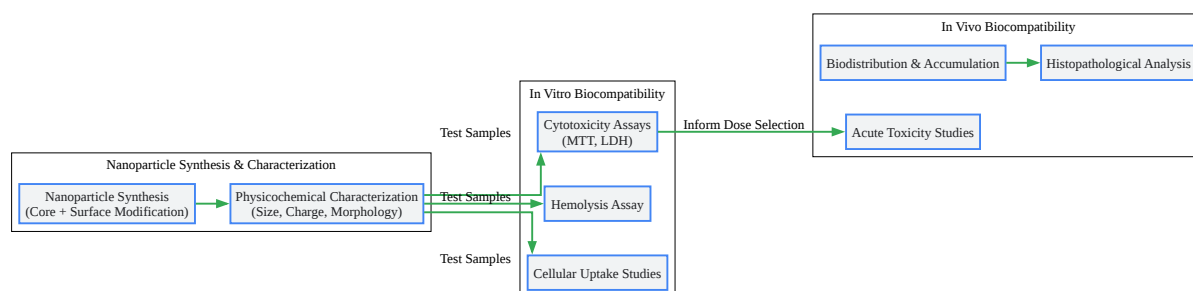 Nanoparticle Synthesis & Characterization
Nanoparticle Synthesis
(Core + Surface Modification)
Physicochemical Characterization
(Size, Charge, Morphology)
Test Samples
Test Samples
Test Samples
In Vitro Biocompatibility
Cytotoxicity Assays
(MTT, LDH)
Hemolysis Assay
Cellular Uptake Studies
Inform Dose Selection
In Vivo Biocompatibility
Biodistribution & Accumulation
Histopathological Analysis
Acute Toxicity Studies